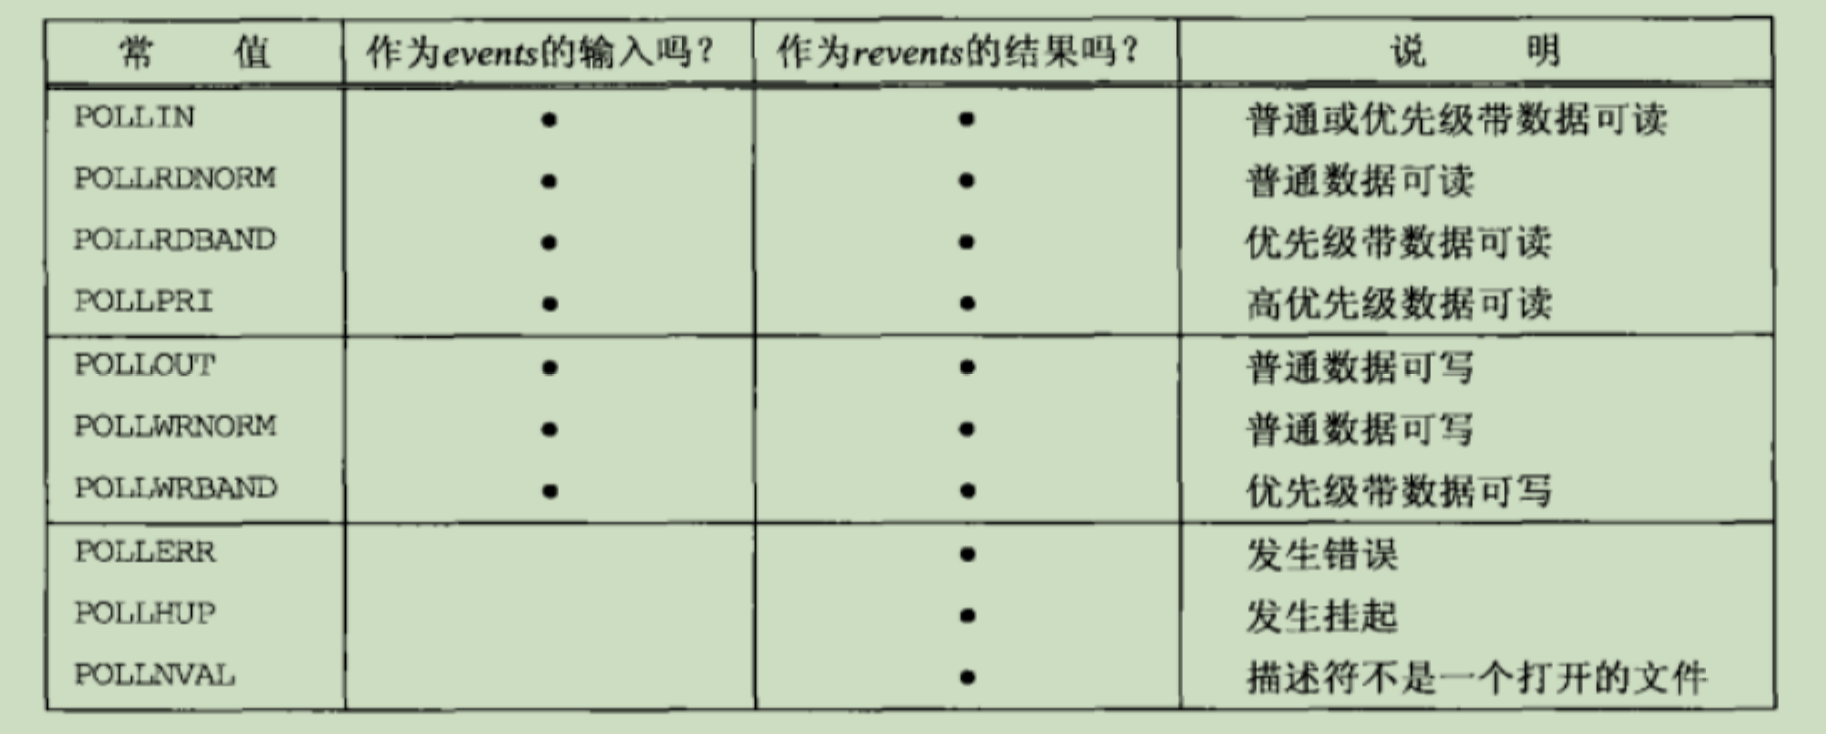 常 值 作为events的输入吗? 作为revents的结果吗? 说 明
POLLIN • • 普通或优先级带数据可读
POLLRDNORM • • 普通数据可读
POLLRDBAND • • 优先级带数据可读
POLLPRI • • 高优先级数据可读
POLLOUT • • 普通数据可写
POLLWRNORM • • 普通数据可写
POLLWRBAND • • 优先级带数据可写
POLLERR • 发生错误
POLLHUP • 发生挂起
POLLNVAL • 描述符不是一个打开的文件